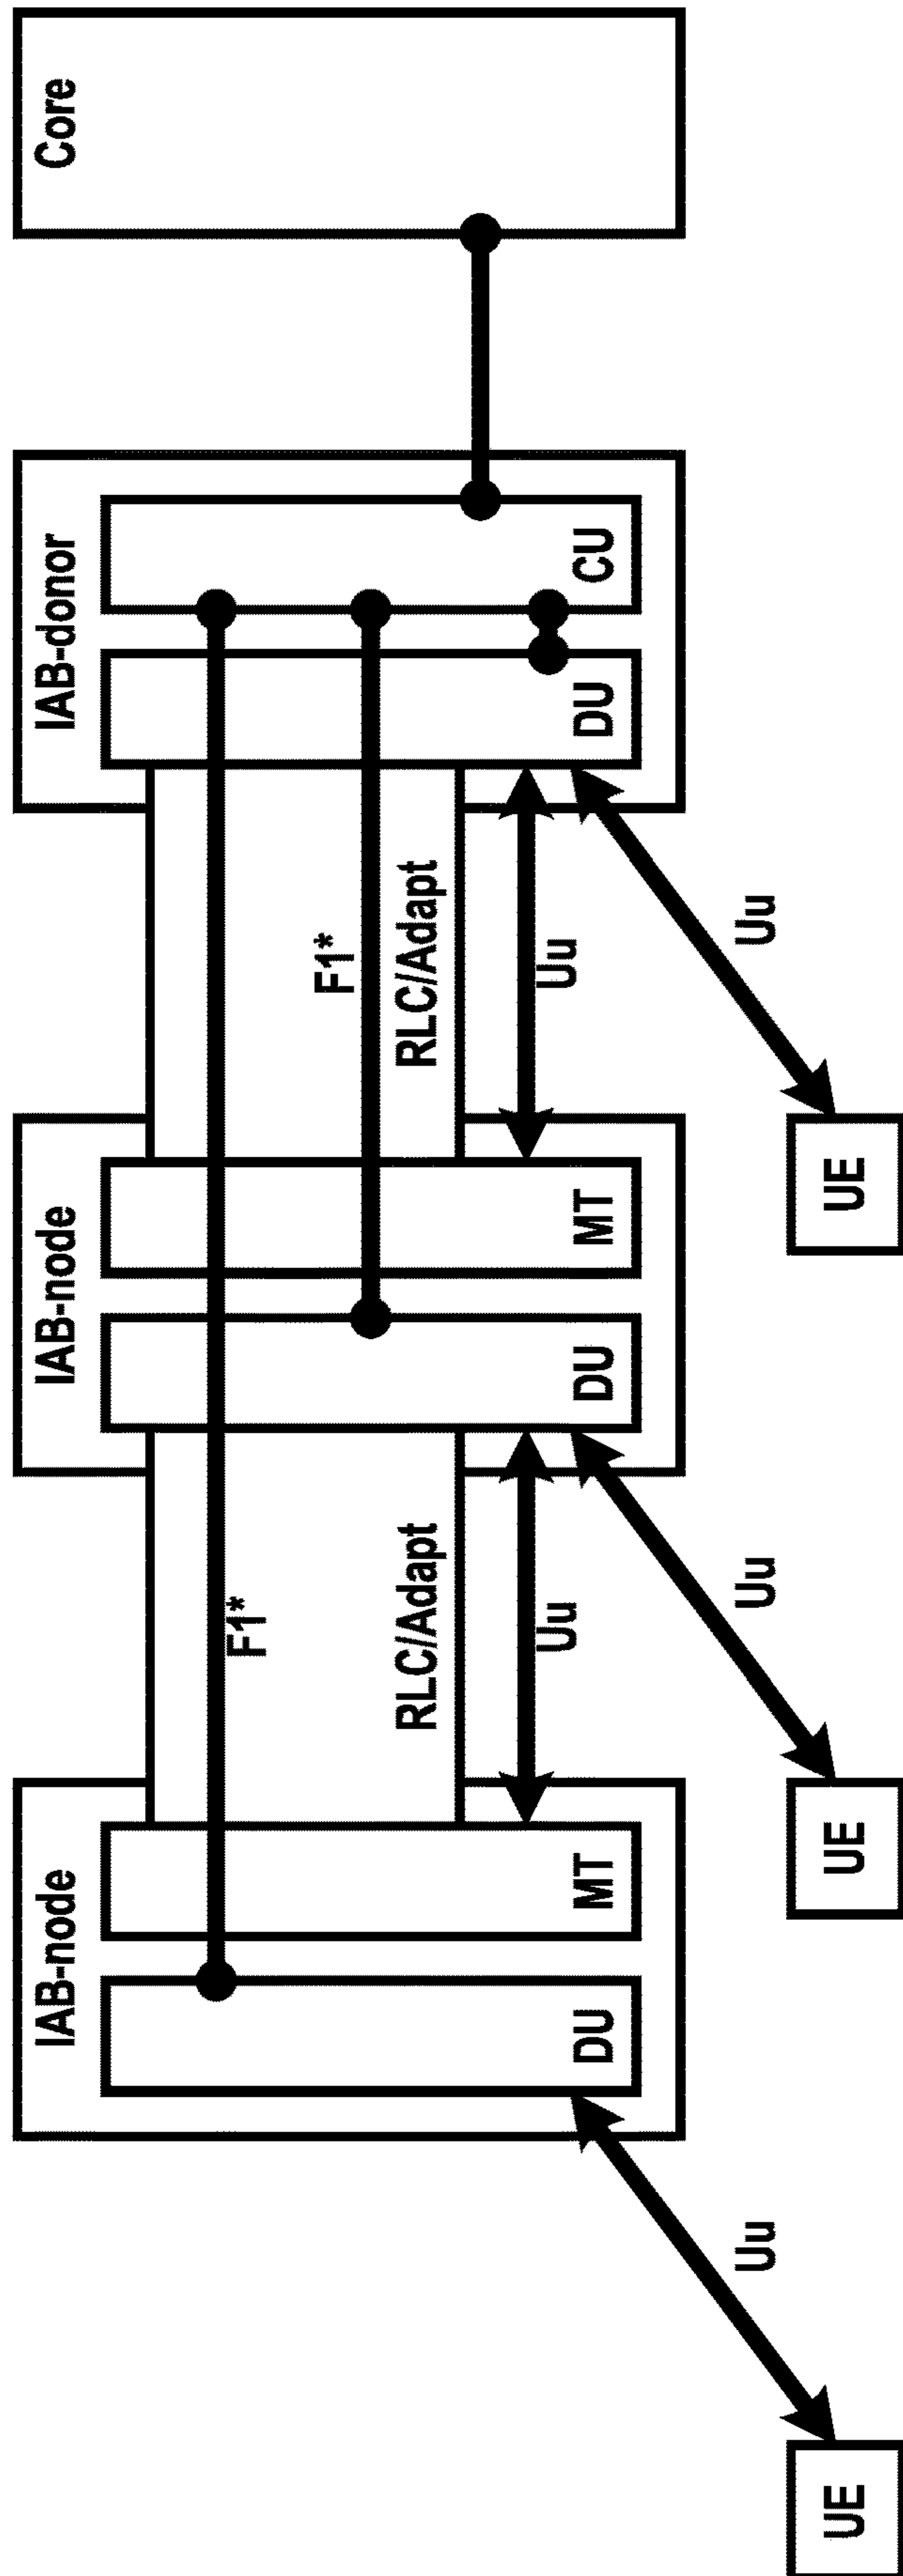 IAB-node
IAB-node
IAB-donor
Core
F1*
F1*
RLC/Adapt
RLC/Adapt
DU
MT
DU
MT
DU
CU
Uu
Uu
Uu
Uu
Uu
UE
UE
UE